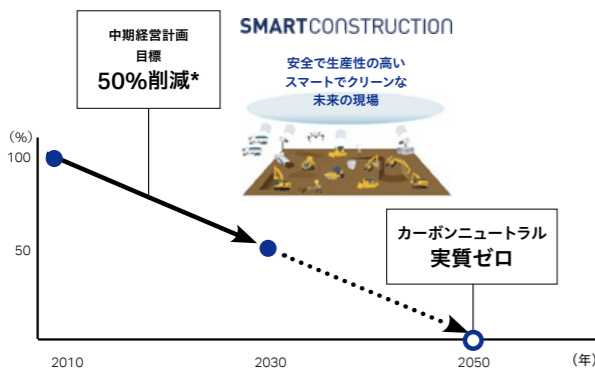 中期経営計画
目標
50%削減*
SMARTCONSTRUCTION
安全で生産性の高い
スマートでクリーンな
未来の現場
(%)
100
50
カーボンニュートラル
実質ゼロ
2010
2030
2050
(年)